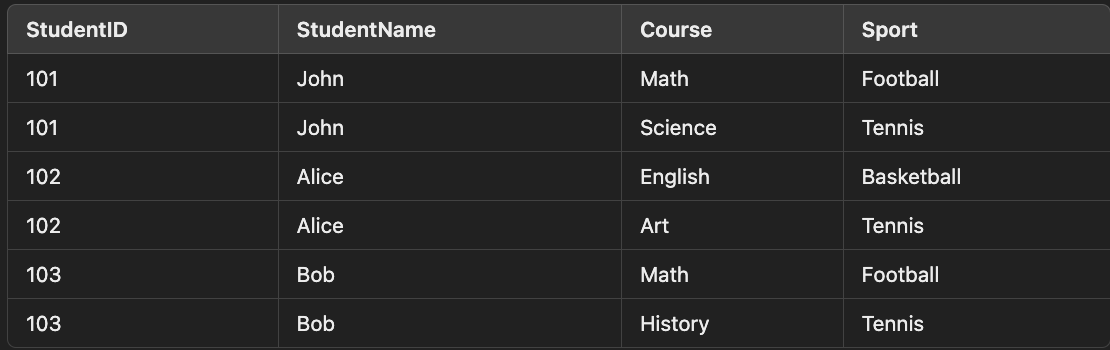 StudentID StudentName Course Sport
101 John Math Football
101 John Science Tennis
102 Alice English Basketball
102 Alice Art Tennis
103 Bob Math Football
103 Bob History Tennis